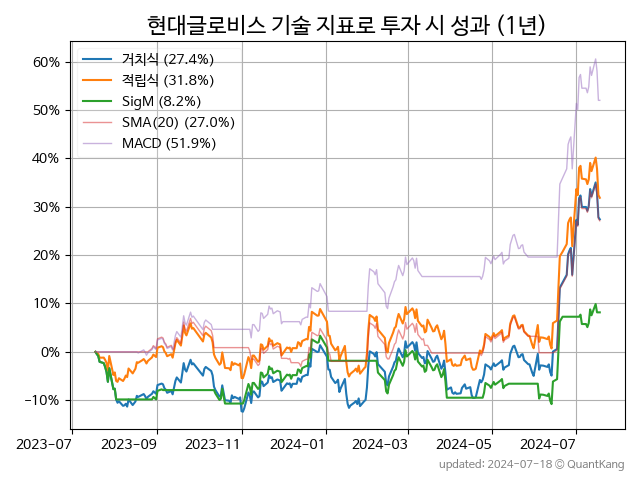 현대글로비스 기술 지표로 투자 시 성과 (1년)
거치식 (27.4%)
적립식 (31.8%)
SigM (8.2%)
SMA(20) (27.0%)
MACD (51.9%)
60%
50%
40%
30%
20%
10%
0%
−10%
2023-07 2023-09 2023-11 2024-01 2024-03 2024-05 2024-07
updated: 2024-07-18 © QuantKang